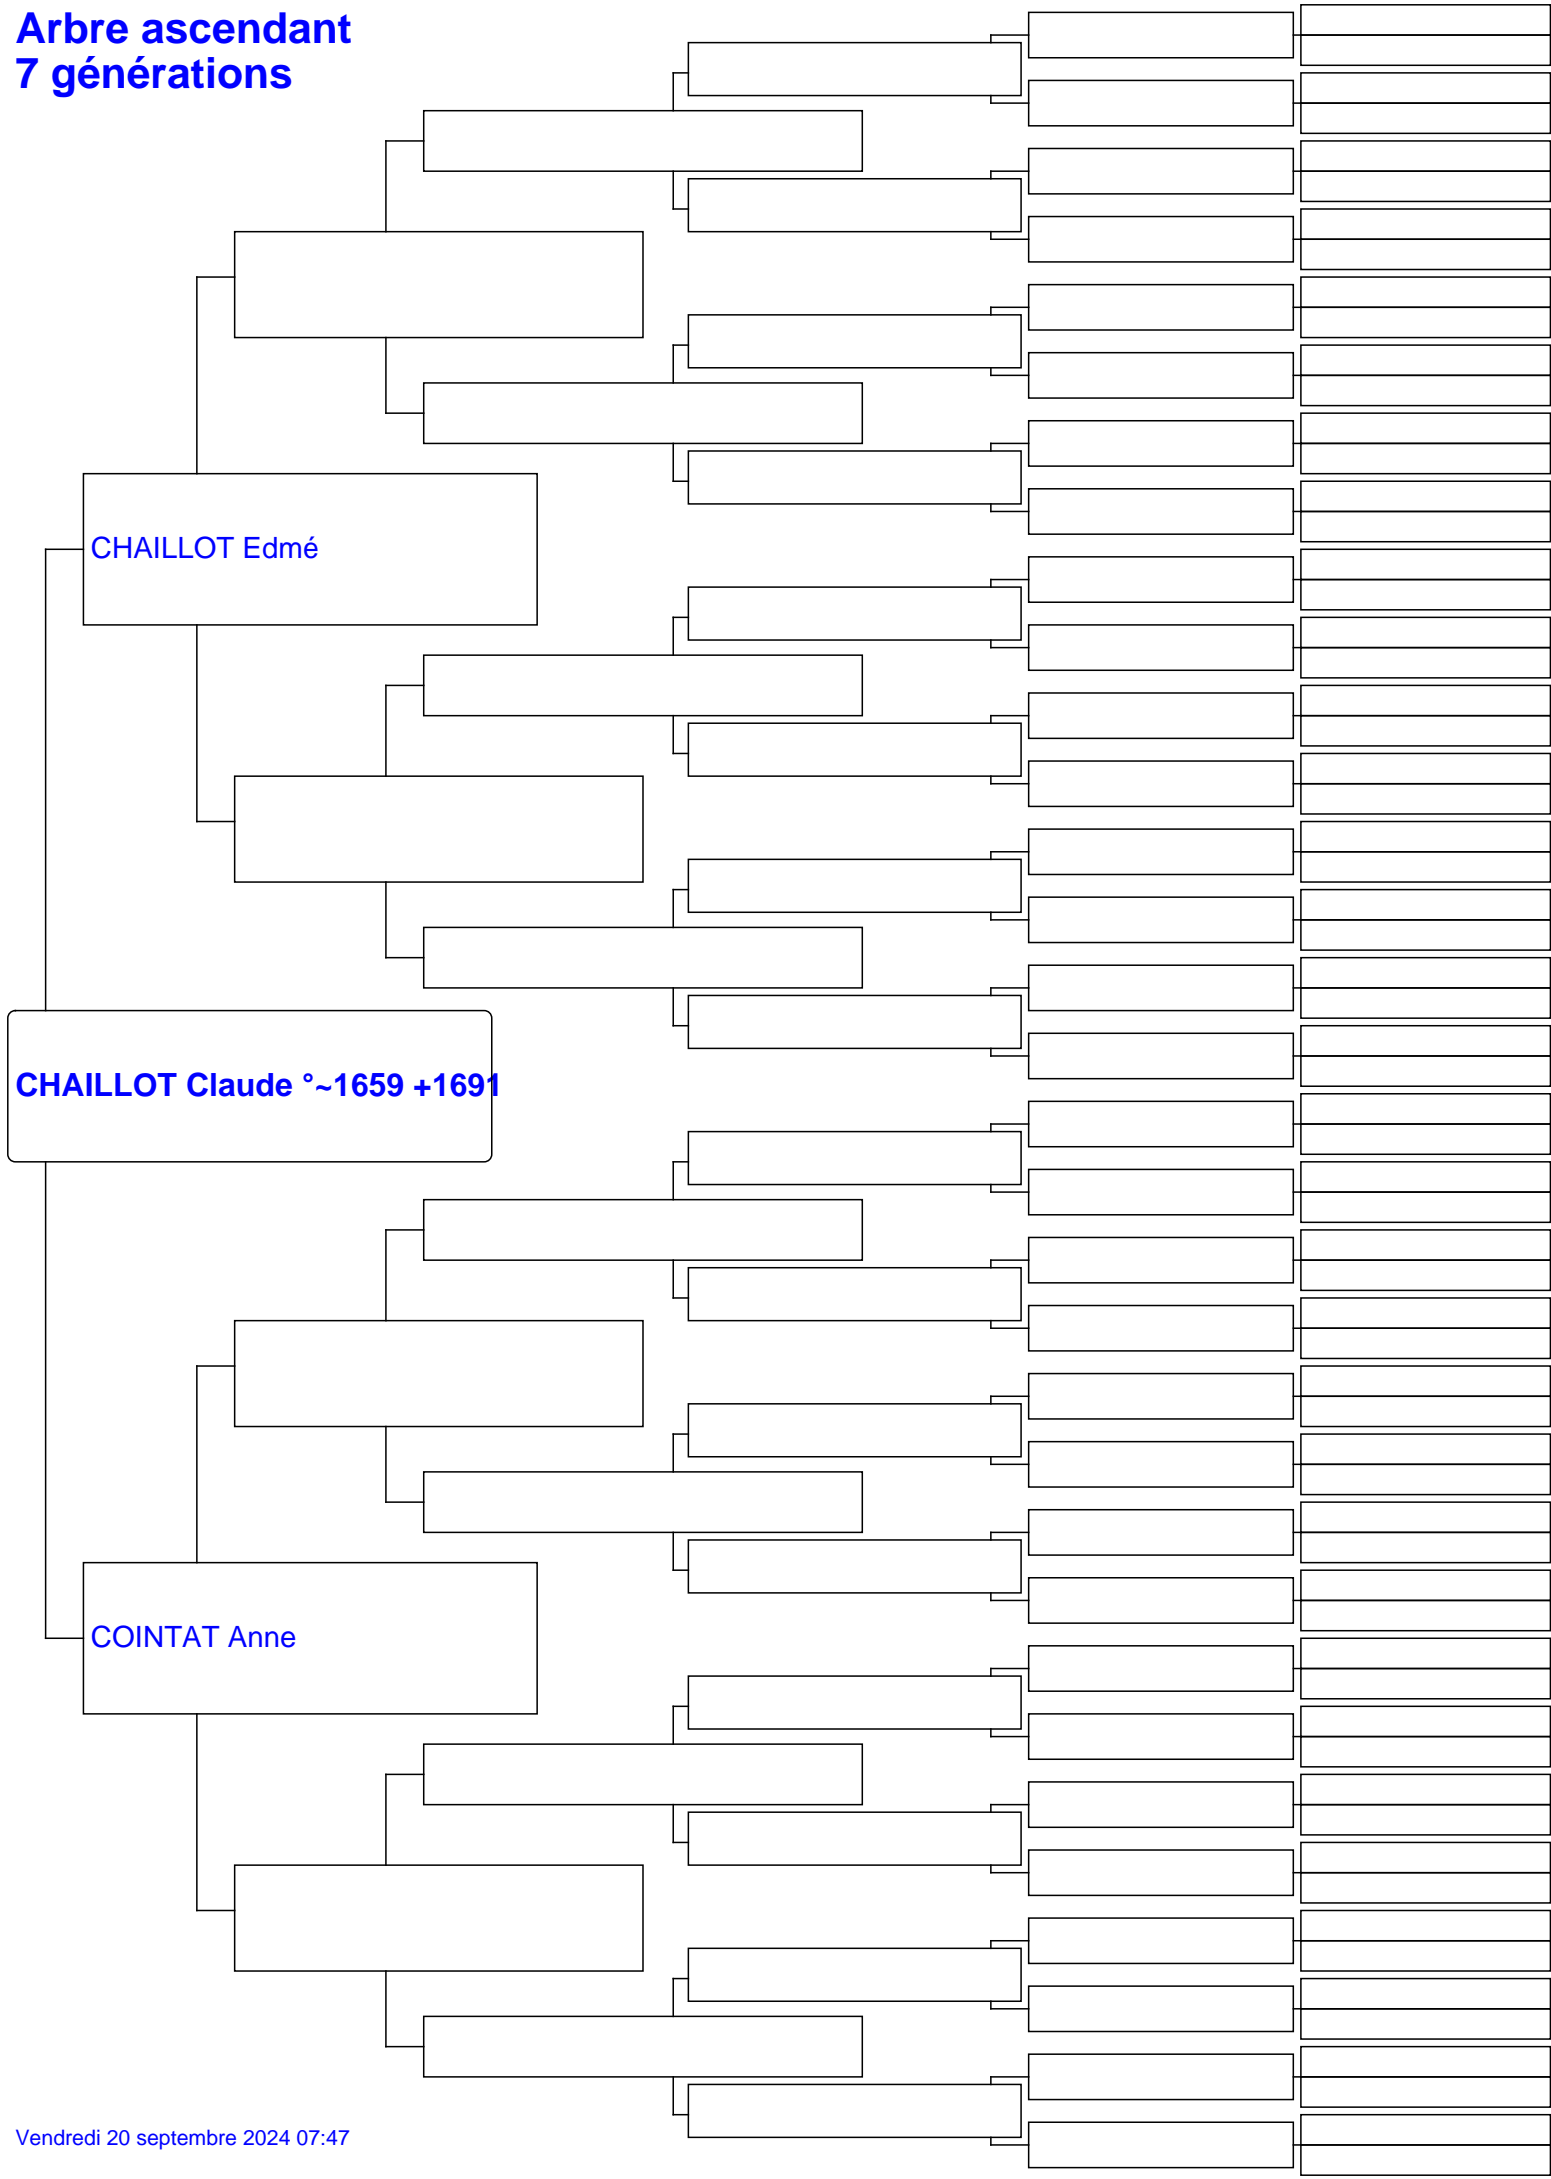 Arbre ascendant
7 générations
CHAILLOT Edmé
CHAILLOT Claude °~1659 +1691
COINTAT Anne
Vendredi 20 septembre 2024 07:47